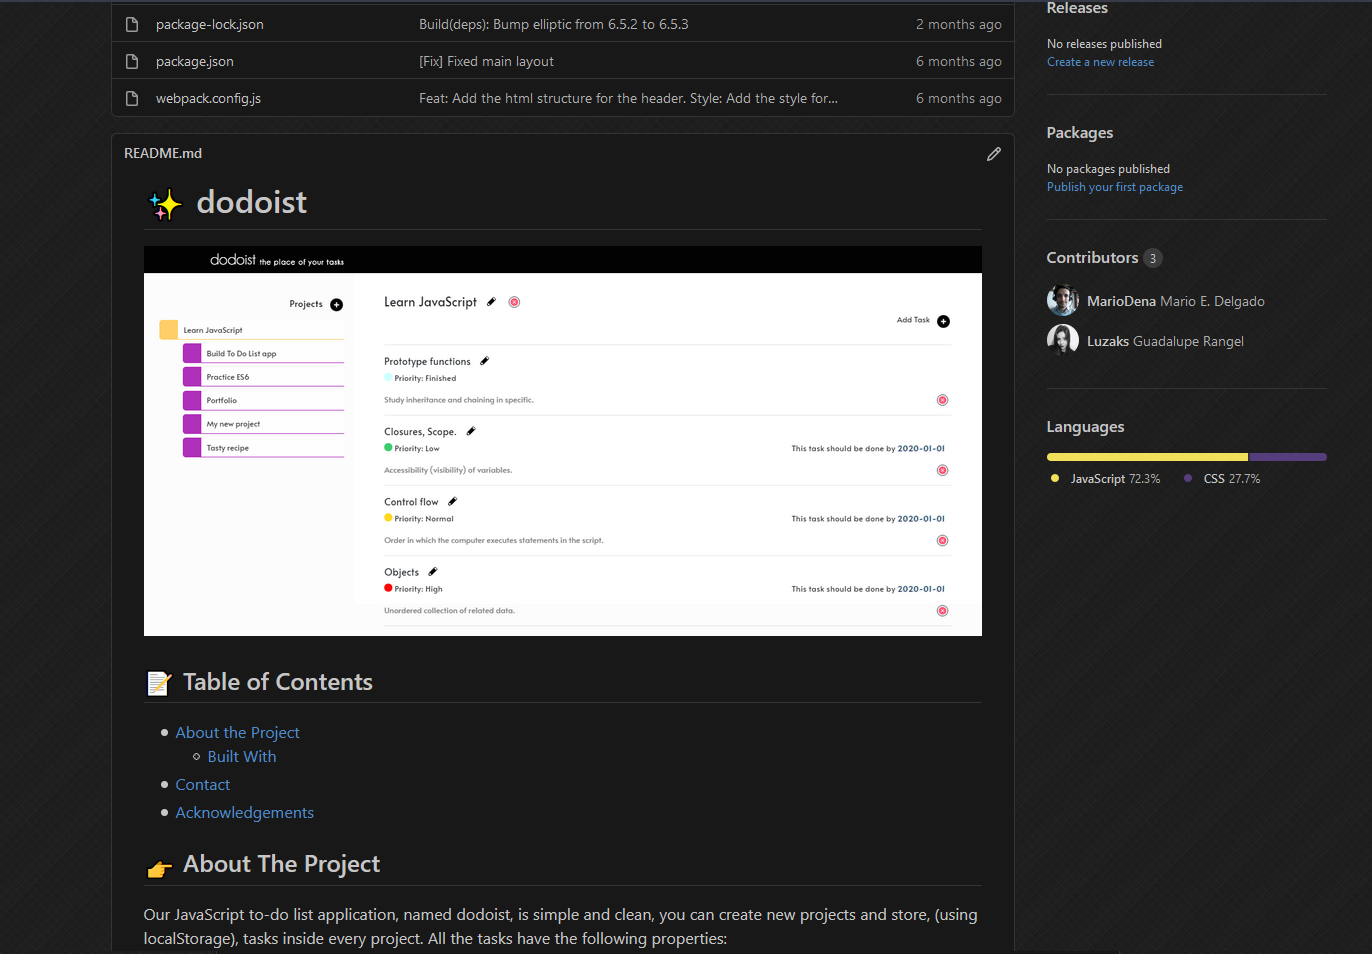 package-lock.json Build(deps): Bump elliptic from 6.5.2 to 6.5.3 2 months ago
package.json [Fix] Fixed main layout 6 months ago
webpack.config.js Feat: Add the html structure for the header. Style: Add the style for... 6 months ago
README.md
dodoist
dodoist the place of your tasks
Projects
Learn JavaScript
Build To Do List app
Practice ES6
Portfolio
My new project
Tasty recipe
Learn JavaScript
Add Task
Prototype functions
Priority: Finished
Study inheritance and chaining in specific.
Closures, Scope.
Priority: Low This task should be done by 2020-01-01
Accessibility (visibility) of variables.
Control flow
Priority: Normal This task should be done by 2020-01-01
Order in which the computer executes statements in the script.
Objects
Priority: High This task should be done by 2020-01-01
Unordered collection of related data.
Table of Contents
About the Project
Built With
Contact
Acknowledgements
About The Project
Our JavaScript to-do list application, named dodoist, is simple and clean, you can create new projects and store, (using
localStorage), tasks inside every project. All the tasks have the following properties:
Releases
No releases published
Create a new release
Packages
No packages published
Publish your first package
Contributors 3
MarioDena Mario E. Delgado
Luzaks Guadalupe Rangel
Languages
JavaScript 72.3% CSS 27.7%